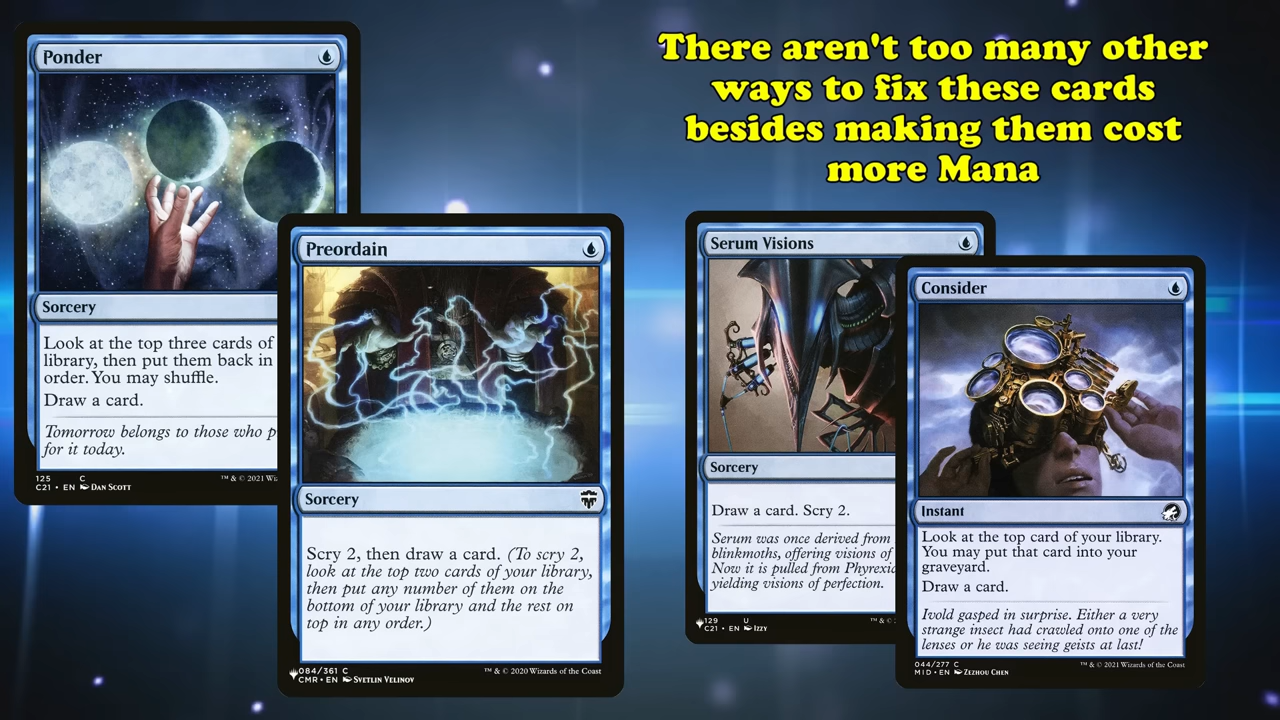 There aren't too many other
ways to fix these cards
besides making them cost
more Mana
Ponder
Sorcery
Look at the top three cards of
library, then put them back in
order. You may shuffle.
Draw a card.
Tomorrow belongs to those who p
for it today.
125 C
C21 • EN Dan Scott
™ & © 2021 Wi
Preordain
Sorcery
Scry 2, then draw a card. (To scry 2,
look at the top two cards of your library,
then put any number of them on the
bottom of your library and the rest on
top in any order.)
084/361 C
CMR • EN Svetlin Velinov
™ & © 2020 Wizards of the Coast
Serum Visions
Sorcery
Draw a card. Scry 2.
Serum was once derived from
blinkmoths, offering visions of
Now it is pulled from Phyrexia
yielding visions of perfection.
129 U
C21 • EN Izzy
™ & © 2
Consider
Instant
Look at the top card of your library.
You may put that card into your
graveyard.
Draw a card.
Ivold gasped in surprise. Either a very
strange insect had crawled onto one of the
lenses or he was seeing geists at last!
044/277 C
MID • EN Zezhou Chen
™ & © 2021 Wizards of the Coast